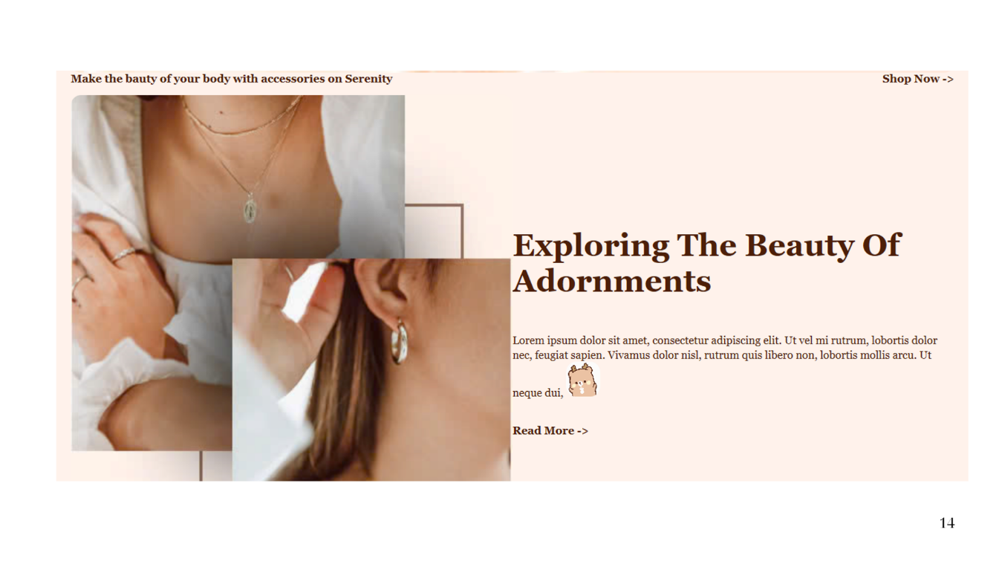 Make the bauty of your body with accessories on Serenity
Shop Now ->
Exploring The Beauty Of
Adornments
Lorem ipsum dolor sit amet, consectetur adipiscing elit. Ut vel mi rutrum, lobortis dolor
nec, feugiat sapien. Vivamus dolor nisl, rutrum quis libero non, lobortis mollis arcu. Ut
neque dui,
Read More ->
14